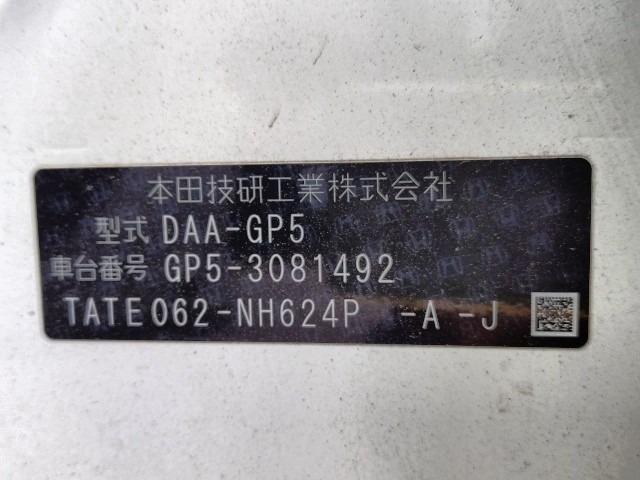 本田技研工業株式会社
型式 DAA-GP5
車台番号 GP5-3081492
TATE062-NH624P -A -J